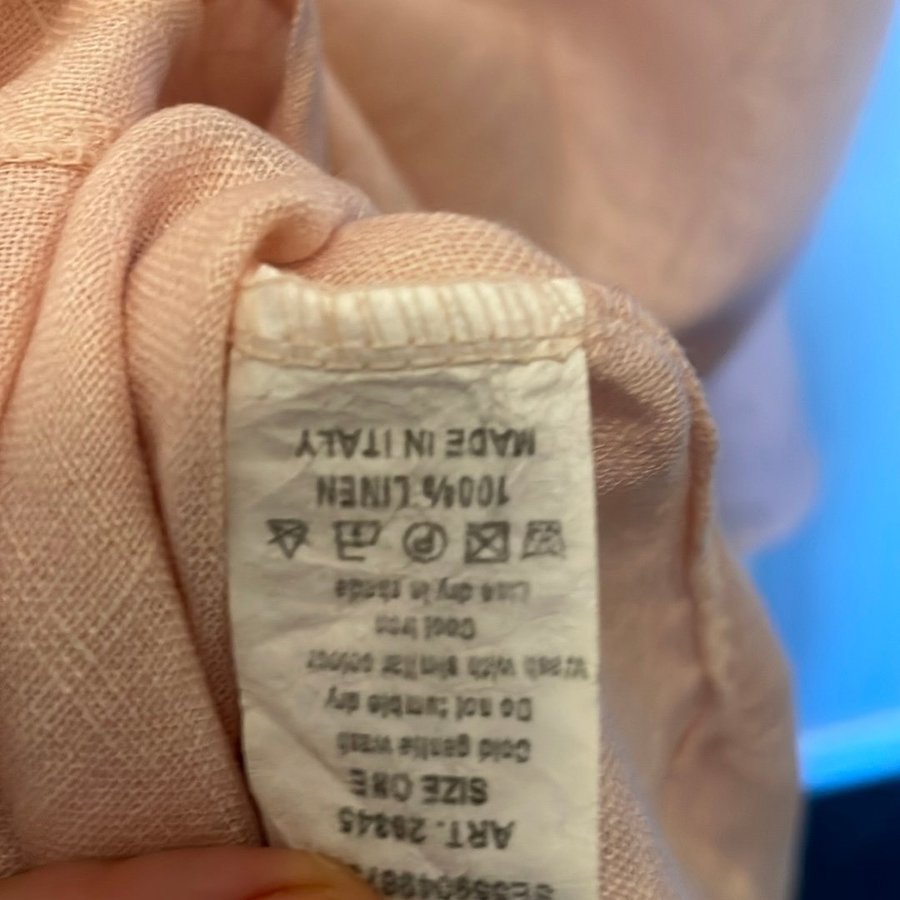 ART.
SIZE ONE
Cold gentle wash
Do not tumble dry
Wash with similar colour
Cool iron
Line dry in shade
P
100% LINEN
MADE IN ITALY